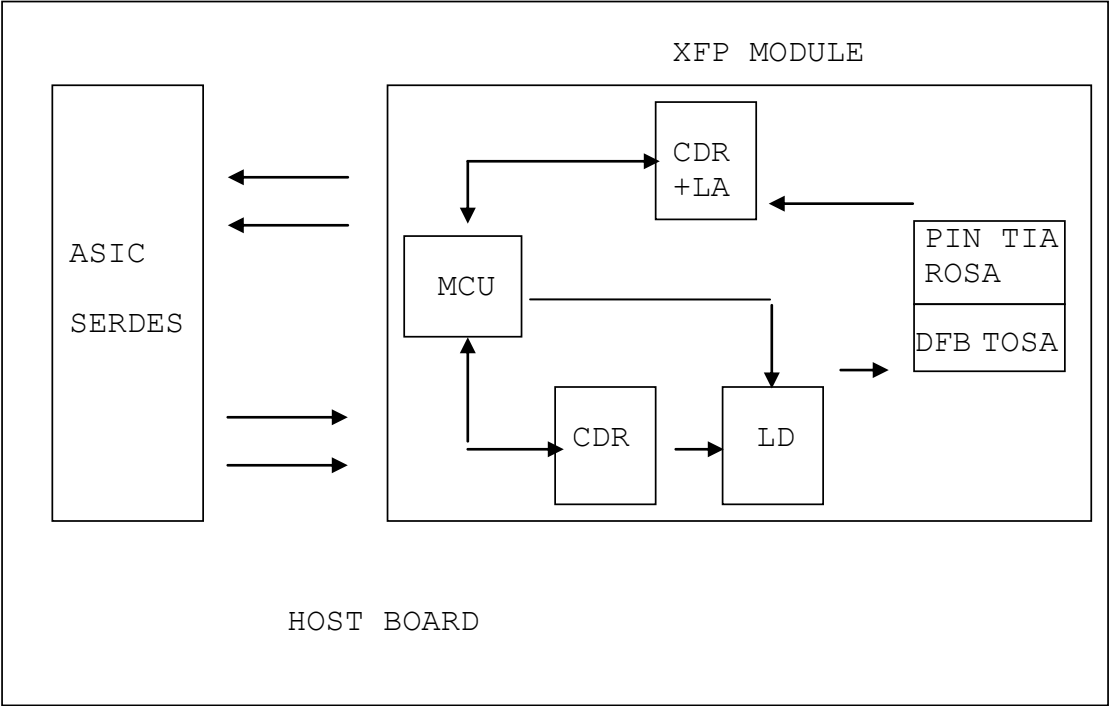 XFP MODULE
CDR
+LA
ASIC
SERDES
MCU
PIN TIA
ROSA
DFB TOSA
CDR
LD
HOST BOARD